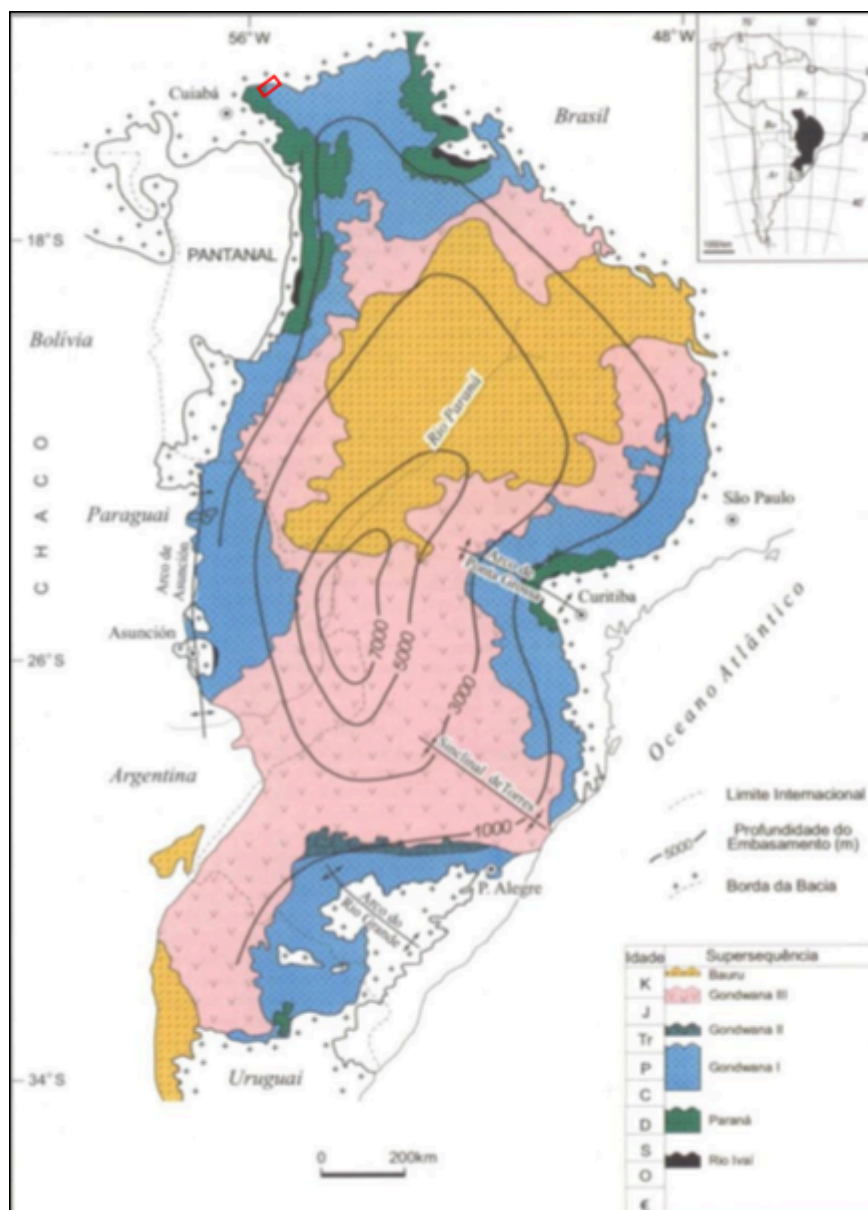 56°W
48°W
Cuiabá
Brasil
18°S
PANTANAL
Bolívia
Rio Paraná
CHACO
Paraguai
São Paulo
Arco de
Asunción
Arco de
Ponta Grossa
Curitiba
Asunción
26°S
7000
5000
3000
Oceano Atlântico
Argentina
Sinclinal de Torres
1000
Limite Internacional
5000
Profundidade do
Embasamento (m)
Borda da Bacia
P. Alegre
Arco do
Rio Grande
Idade
Supersequência
K
Bauru
Gondwana III
J
Gondwana II
Tr
P
Gondwana I
C
D
Paraná
S
Rio Ivaí
O
Є
34°S
Uruguai
0
200km